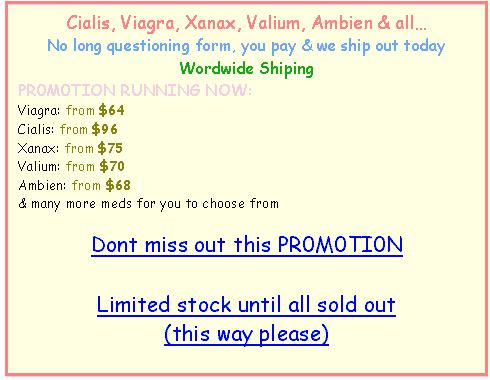 Cialis, Viagra, Xanax, Valium, Ambien & all...
No long questioning form, you pay & we ship out today
Wordwide Shiping
PROMOTION RUNNING NOW:
Viagra: from $64
Cialis: from $96
Xanax: from $75
Valium: from $70
Ambien: from $68
& many more meds for you to choose from
Dont miss out this PROMOTION
Limited stock until all sold out
(this way please)